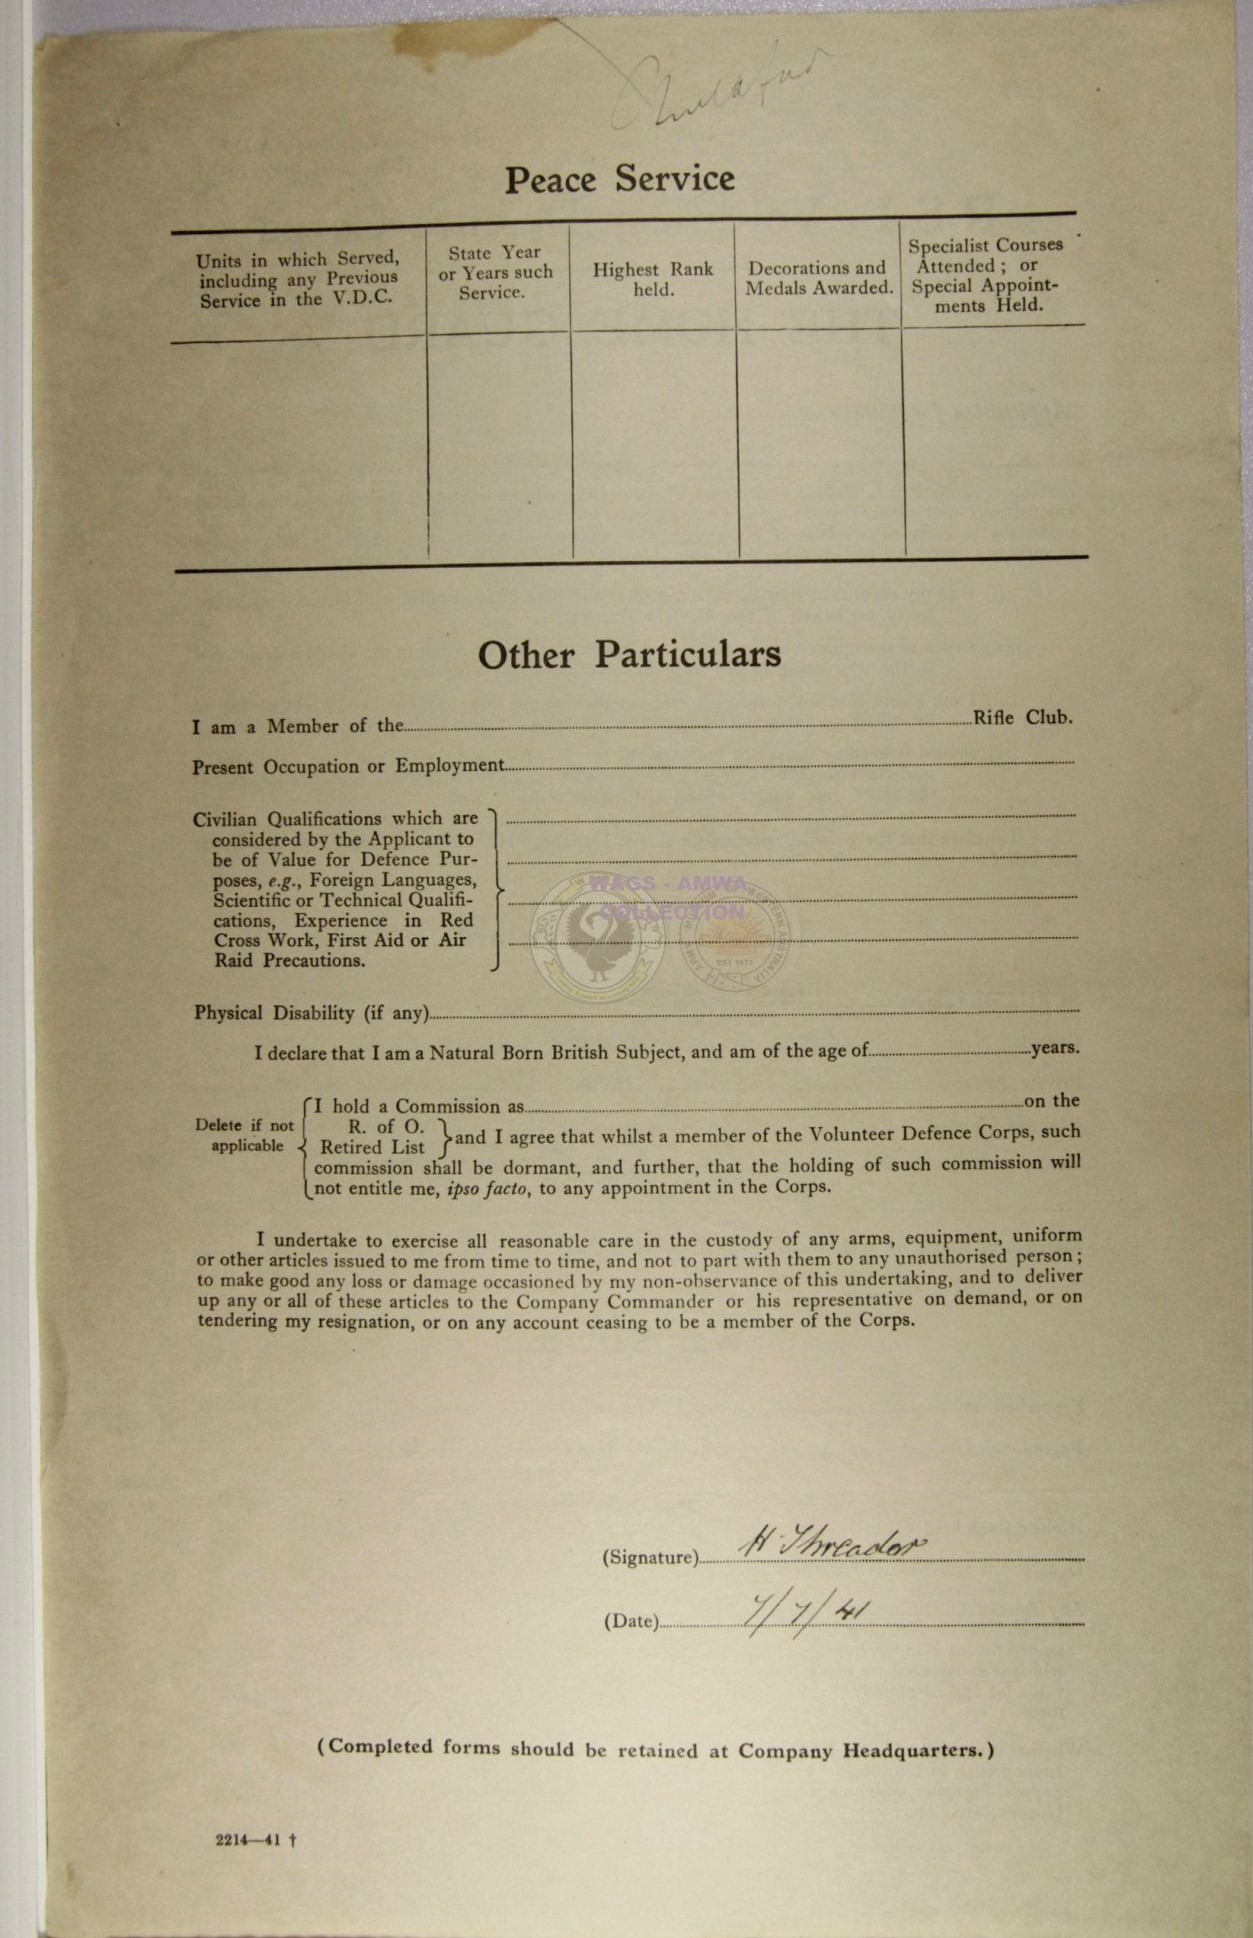 Peace Service
Units in which Served, including any Previous Service in the V.D.C.
State Year or Years such Service.
Highest Rank held.
Decorations and Medals Awarded.
Specialist Courses Attended; or Special Appoint-ments Held.
Other Particulars
I am a Member of the Rifle Club.
Present Occupation or Employment
Civilian Qualifications which are
considered by the Applicant to
be of Value for Defence Pur-
poses, e.g., Foreign Languages,
Scientific or Technical Qualifi-
cations, Experience in Red
Cross Work, First Aid or Air
Raid Precautions.
WAGS - AMWA
COLLECTION
EST 1977
Physical Disability (if any)
I declare that I am a Natural Born British Subject, and am of the age of years.
Delete if not
applicable
I hold a Commission as on the
R. of O.
Retired List
and I agree that whilst a member of the Volunteer Defence Corps, such
commission shall be dormant, and further, that the holding of such commission will
not entitle me, ipso facto, to any appointment in the Corps.
I undertake to exercise all reasonable care in the custody of any arms, equipment, uniform
or other articles issued to me from time to time, and not to part with them to any unauthorised person;
to make good any loss or damage occasioned by my non-observance of this undertaking, and to deliver
up any or all of these articles to the Company Commander or his representative on demand, or on
tendering my resignation, or on any account ceasing to be a member of the Corps.
(Signature) H Threador
(Date) 7/7/41
(Completed forms should be retained at Company Headquarters.)
2214—41 †